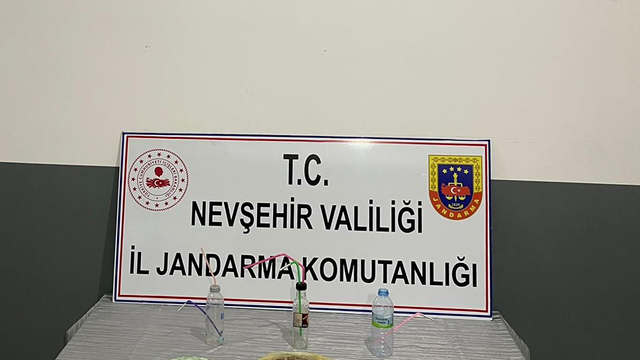 T.C.
NEVŞEHİR VALİLİĞİ
İL JANDARMA KOMUTANLIĞI
JANDARMA